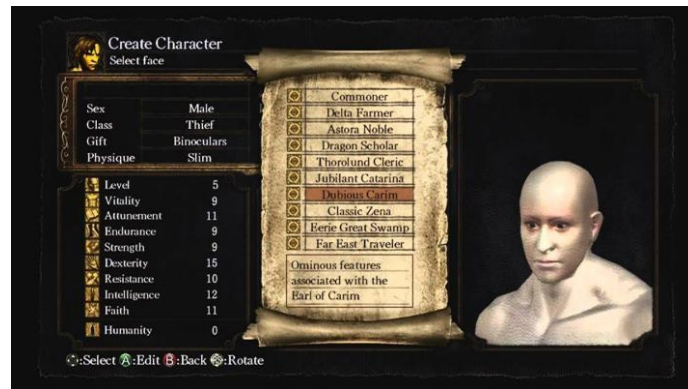 Create Character
Select face
Sex Male
Class Thief
Gift Binoculars
Physique Slim
Level 5
Vitality 9
Attunement 11
Endurance 9
Strength 9
Dexterity 15
Resistance 10
Intelligence 12
Faith 11
Humanity 0
Commoner
Delta Farmer
Astora Noble
Dragon Scholar
Thorolund Cleric
Jubilant Catarina
Dubious Carim
Classic Zena
Eerie Great Swamp
Far East Traveler
Ominous features
associated with the
Earl of Carim
:Select A:Edit B:Back :Rotate